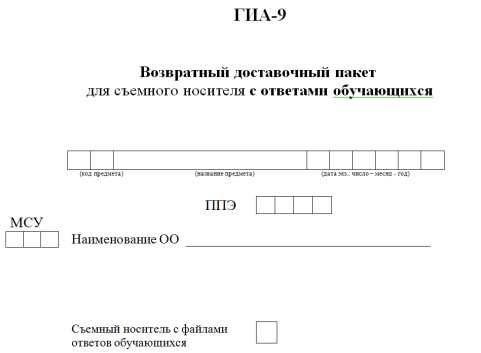 ГИА-9
Возвратный доставочный пакет
для съемного носителя с ответами обучающихся
(код предмета) (название предмета) (дата экз.: число – месяц - год)
ППЭ
МСУ
Наименование ОО
Съемный носитель с файлами
ответов обучающихся